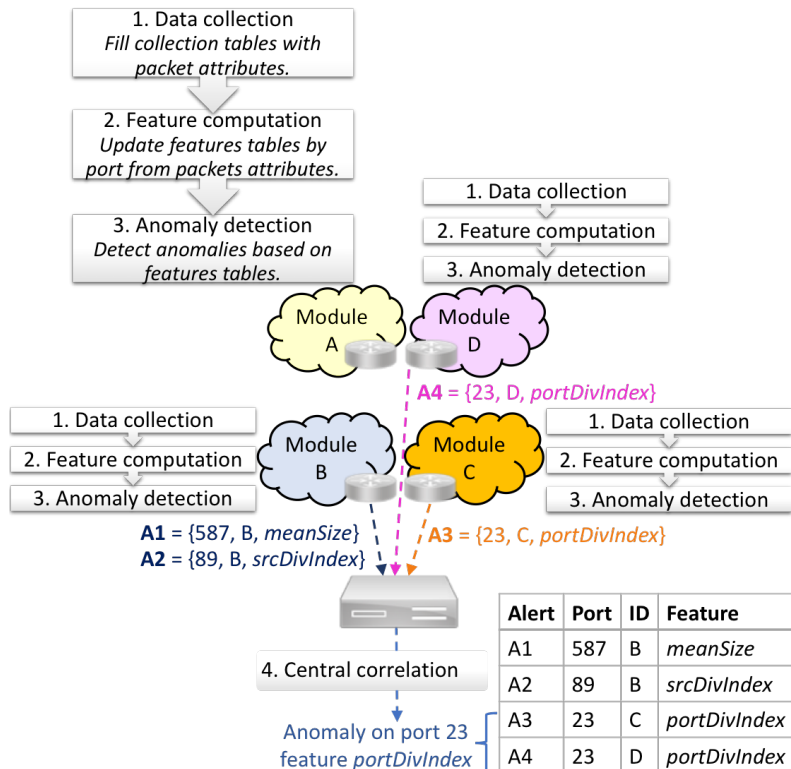 1. Data collection
Fill collection tables with
packet attributes.
2. Feature computation
Update features tables by
port from packets attributes.
3. Anomaly detection
Detect anomalies based on
features tables.
1. Data collection
2. Feature computation
3. Anomaly detection
Module
A
Module
D
A4 = {23, D, portDivIndex}
1. Data collection
2. Feature computation
3. Anomaly detection
Module
B
Module
C
1. Data collection
2. Feature computation
3. Anomaly detection
A1 = {587, B, meanSize}
A2 = {89, B, srcDivIndex}
A3 = {23, C, portDivIndex}
4. Central correlation
Anomaly on port 23
feature portDivIndex
Alert Port ID Feature
A1 587 B meanSize
A2 89 B srcDivIndex
A3 23 C portDivIndex
A4 23 D portDivIndex